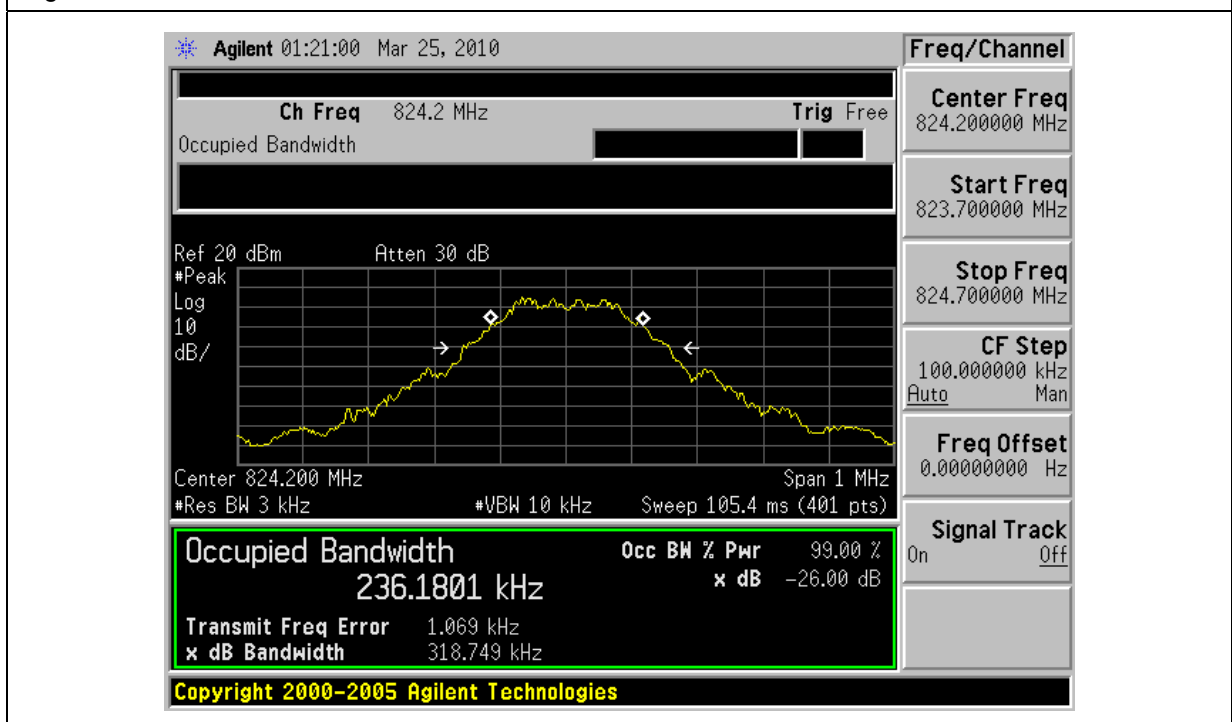 Agilent 01:21:00 Mar 25, 2010
Freq/Channel
Ch Freq 824.2 MHz Trig Free
Occupied Bandwidth
Center Freq
824.200000 MHz
Start Freq
823.700000 MHz
Stop Freq
824.700000 MHz
CF Step
100.000000 kHz
Auto Man
Freq Offset
0.00000000 Hz
Signal Track
On Off
Ref 20 dBm Atten 30 dB
#Peak
Log
10
dB/
Center 824.200 MHz Span 1 MHz
#Res BW 3 kHz #VBW 10 kHz Sweep 105.4 ms (401 pts)
Occupied Bandwidth Occ BW % Pwr 99.00 %
236.1801 kHz x dB -26.00 dB
Transmit Freq Error 1.069 kHz
x dB Bandwidth 318.749 kHz
Copyright 2000-2005 Agilent Technologies